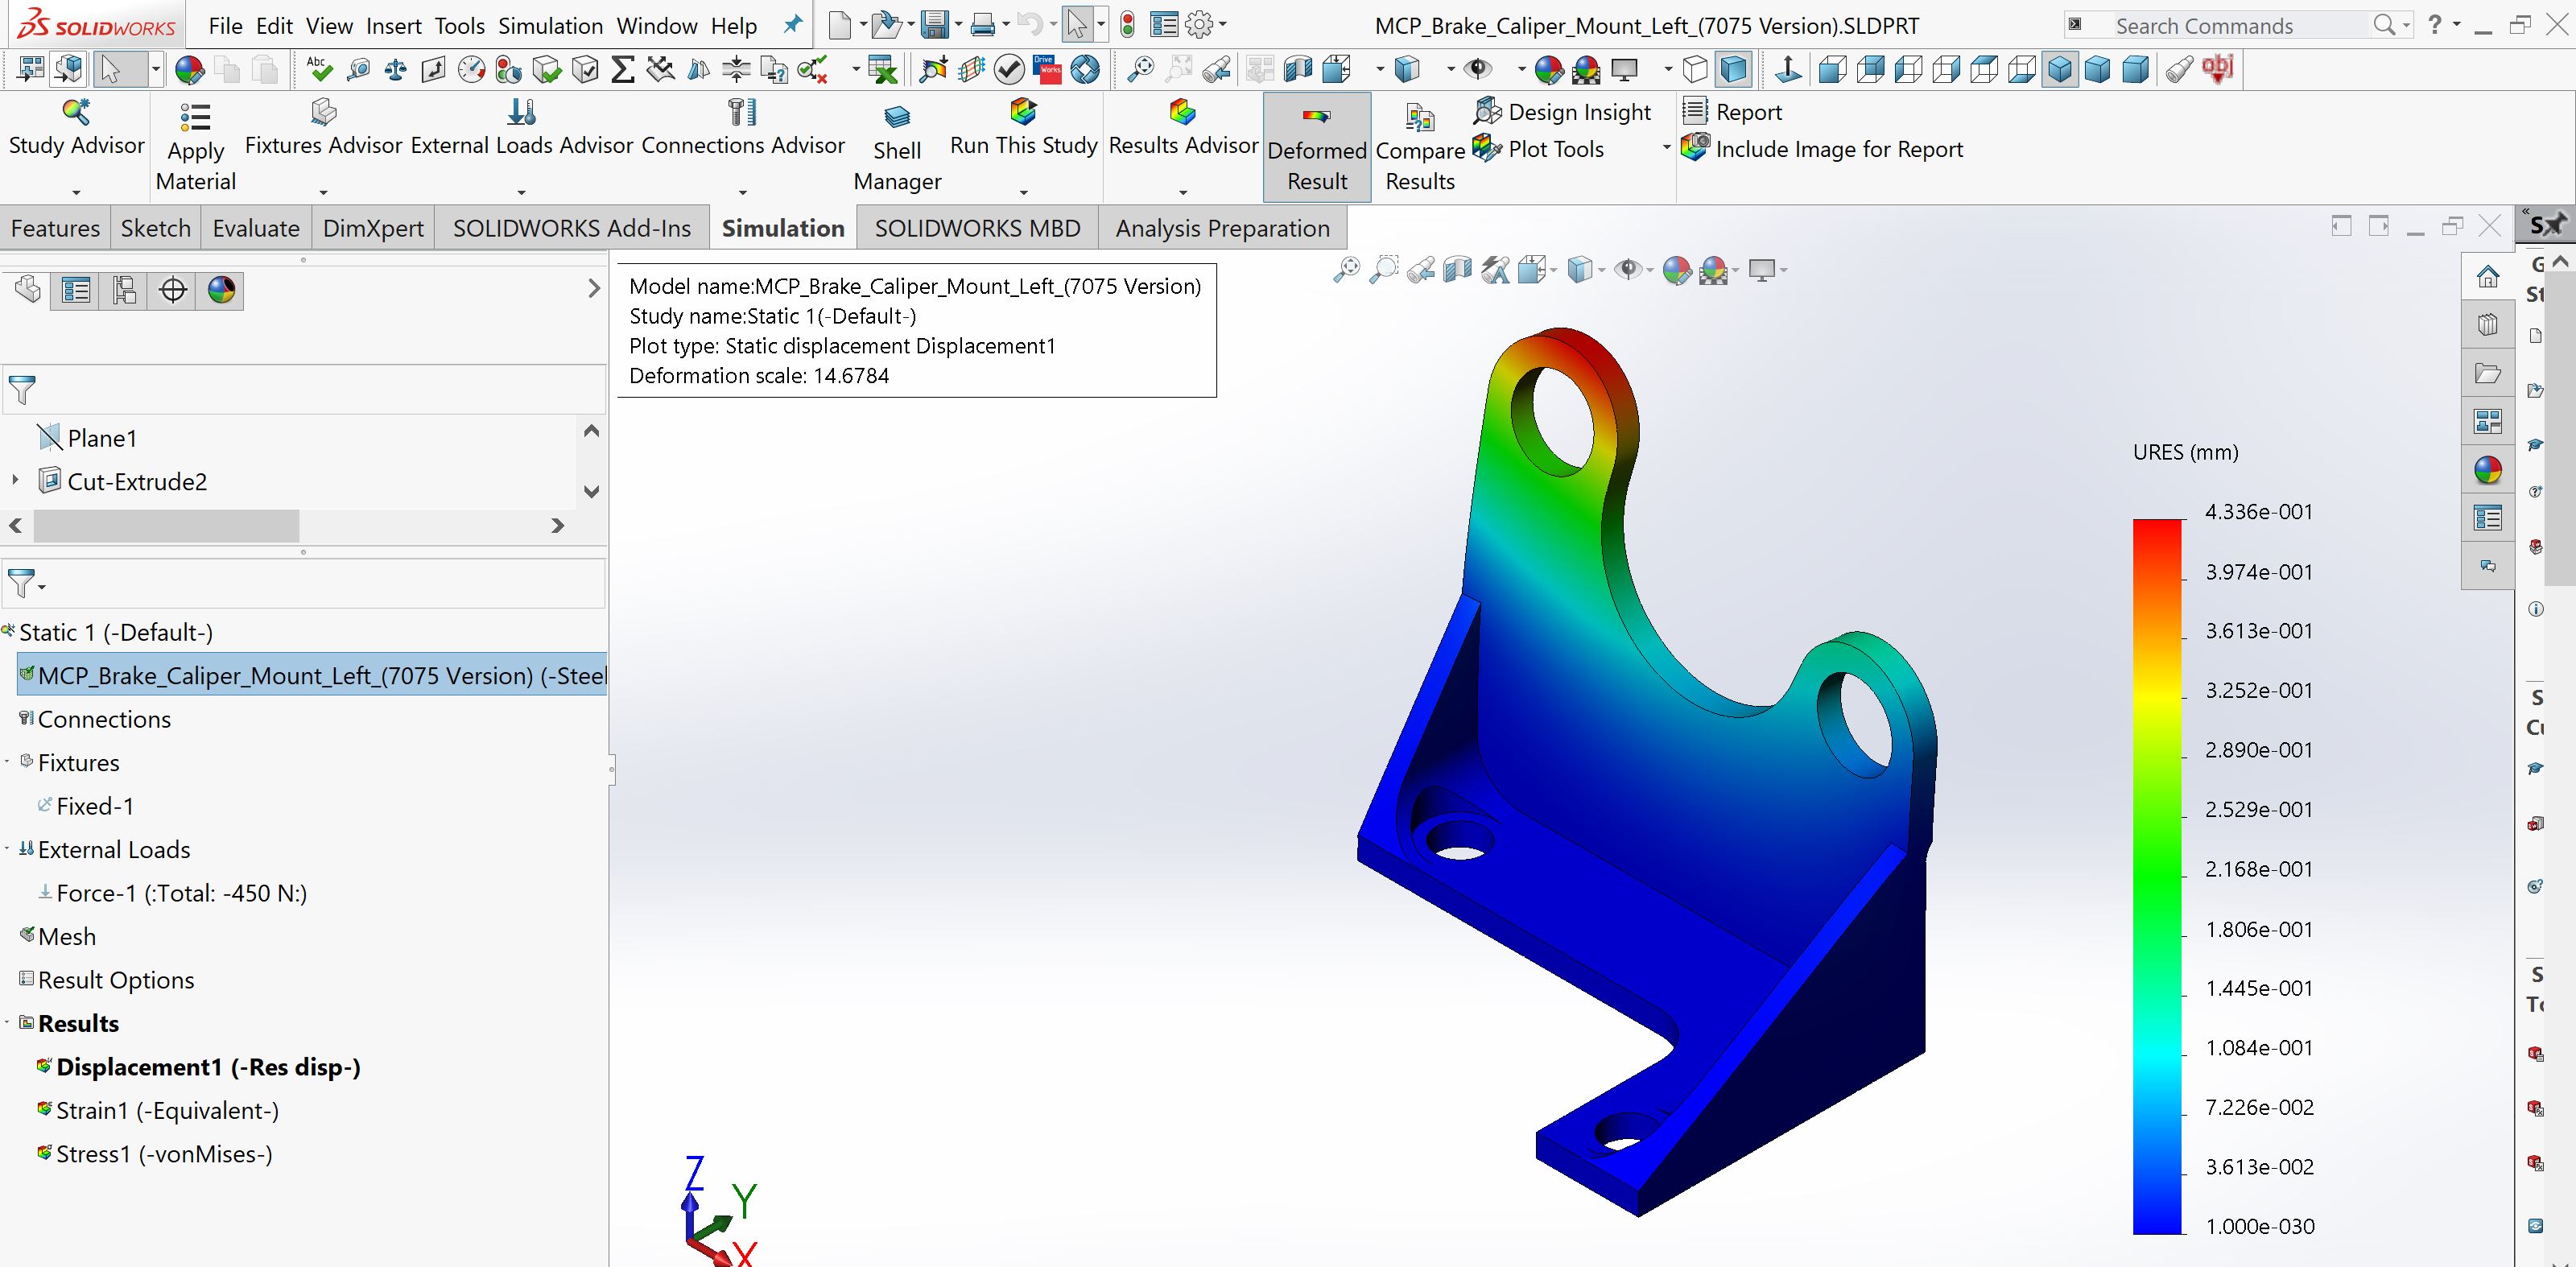 SOLIDWORKS File Edit View Insert Tools Simulation Window Help MCP_Brake_Caliper_Mount_Left_(7075 Version).SLDPRT Search Commands ?
Abc Drive Works obj
Study Advisor Apply Material Fixtures Advisor External Loads Advisor Connections Advisor Shell Manager Run This Study Results Advisor Deformed Result Compare Results Design Insight Plot Tools Report Include Image for Report
Features Sketch Evaluate DimXpert SOLIDWORKS Add-Ins Simulation SOLIDWORKS MBD Analysis Preparation
Model name:MCP_Brake_Caliper_Mount_Left_(7075 Version)
Study name:Static 1(-Default-)
Plot type: Static displacement Displacement1
Deformation scale: 14.6784
Plane1
Cut-Extrude2
Static 1 (-Default-)
MCP_Brake_Caliper_Mount_Left_(7075 Version) (-Steel
Connections
Fixtures
Fixed-1
External Loads
Force-1 (:Total: -450 N:)
Mesh
Result Options
Results
Displacement1 (-Res disp-)
Strain1 (-Equivalent-)
Stress1 (-vonMises-)
Z
Y
X
URES (mm)
4.336e-001
3.974e-001
3.613e-001
3.252e-001
2.890e-001
2.529e-001
2.168e-001
1.806e-001
1.445e-001
1.084e-001
7.226e-002
3.613e-002
1.000e-030